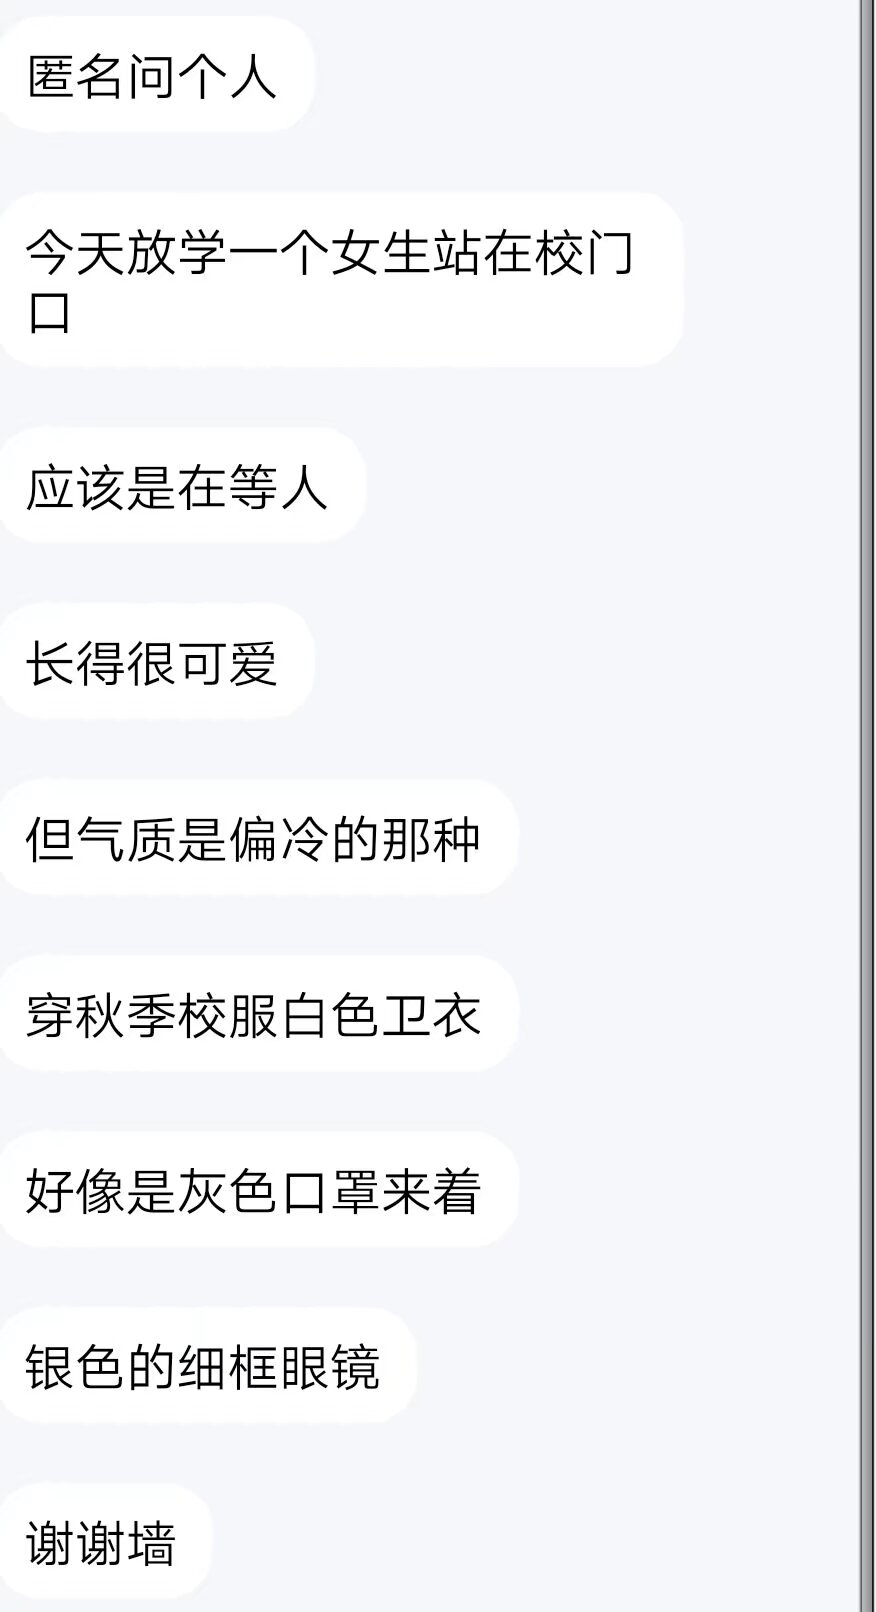 匿名问个人
今天放学一个女生站在校门
口
应该是在等人
长得很可爱
但气质是偏冷的那种
穿秋季校服白色卫衣
好像是灰色口罩来着
银色的细框眼镜
谢谢墙